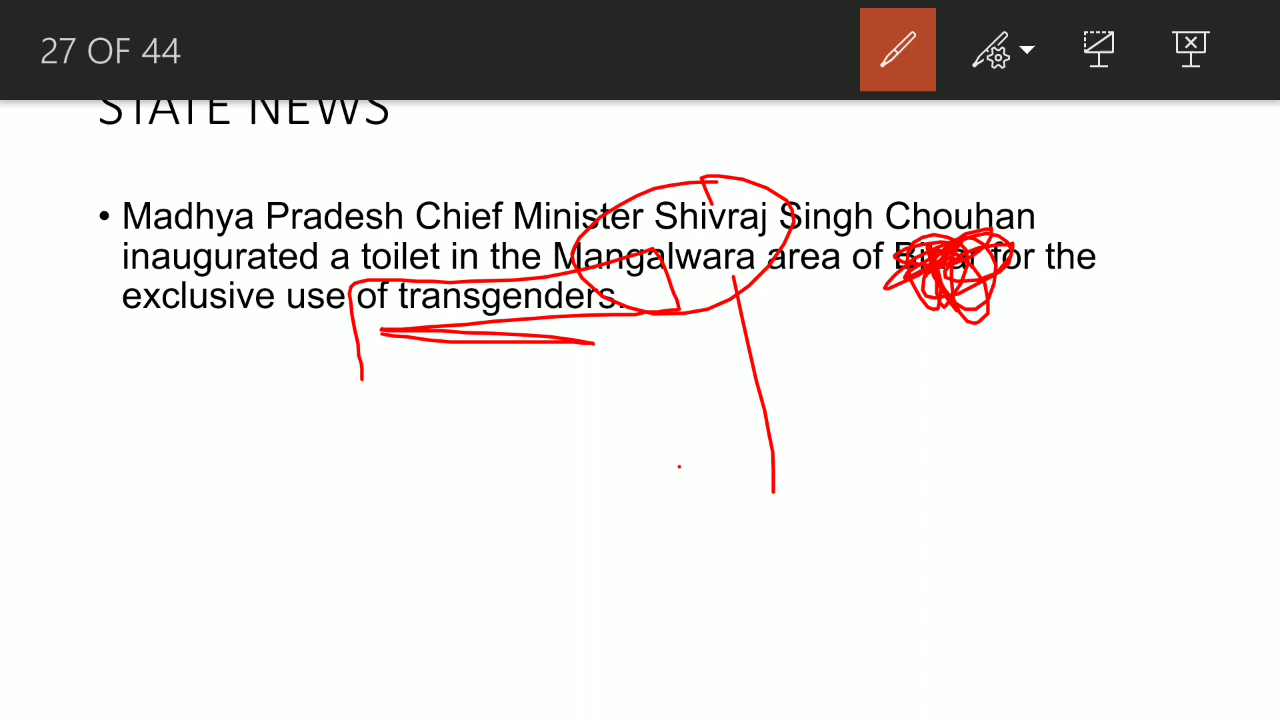 27 OF 44
STATE NEWS
• Madhya Pradesh Chief Minister Shivraj Singh Chouhan
inaugurated a toilet in the Mangalwara area of for the
exclusive use of transgenders.